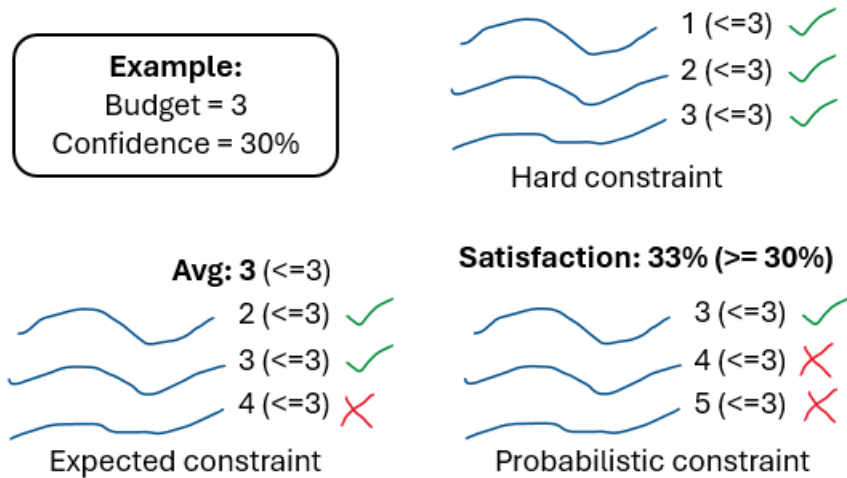 Example:
Budget = 3
Confidence = 30%
1 (<=3)
2 (<=3)
3 (<=3)
Hard constraint
Avg: 3 (<=3)
2 (<=3)
3 (<=3)
4 (<=3)
Expected constraint
Satisfaction: 33% (>= 30%)
3 (<=3)
4 (<=3)
5 (<=3)
Probabilistic constraint